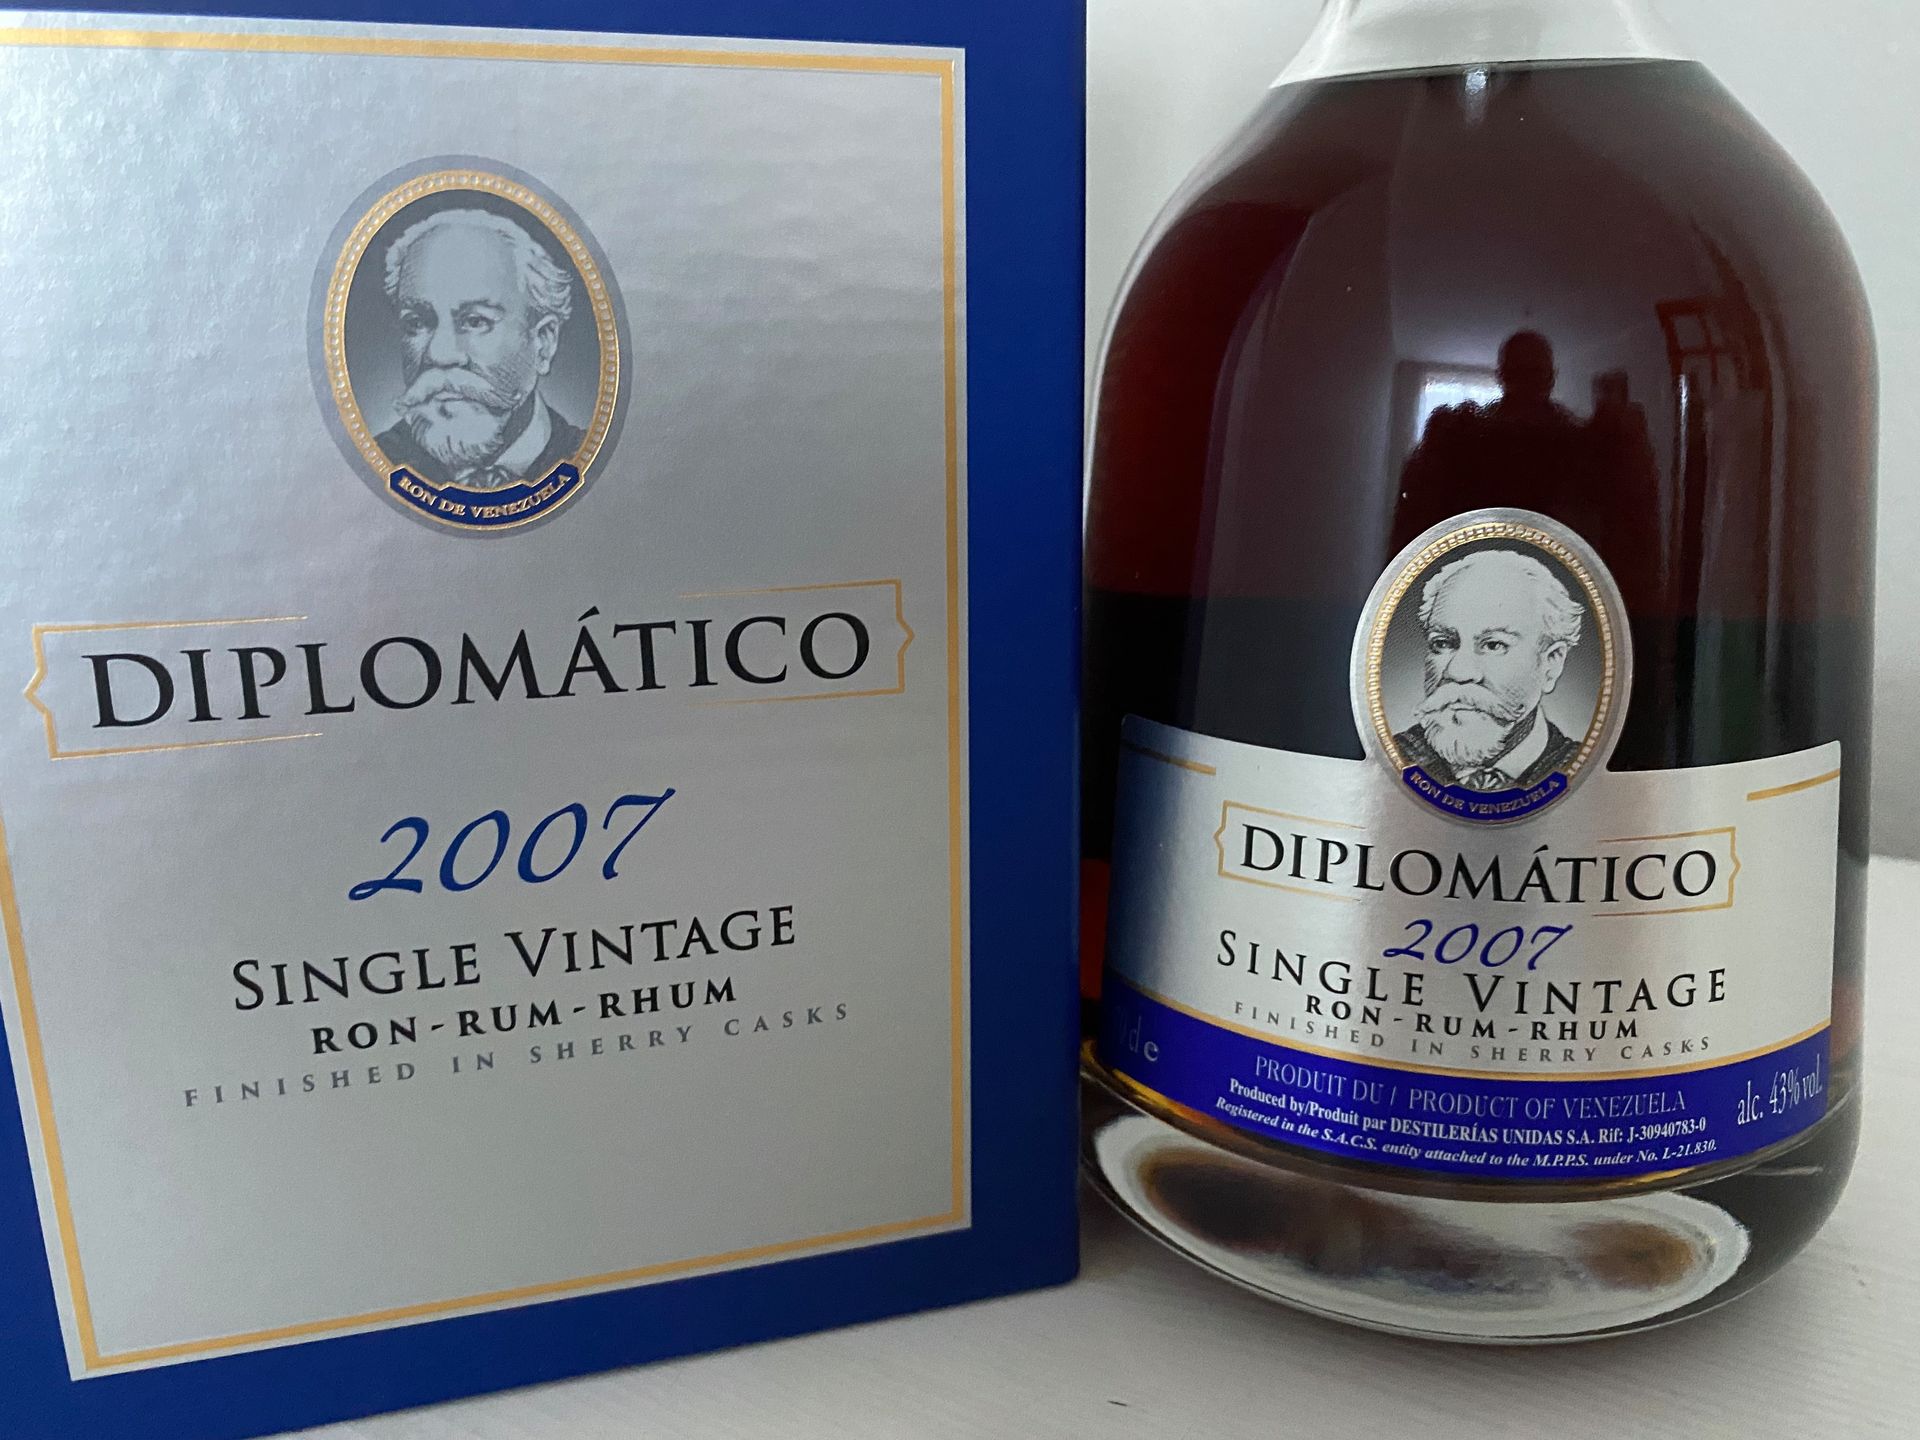 RON DE VENEZUELA
DIPLOMÁTICO
2007
SINGLE VINTAGE
RON-RUM-RHUM
FINISHED IN SHERRY CASKS
RON DE VENEZUELA
DIPLOMÁTICO
2007
SINGLE VINTAGE
RON-RUM-RHUM
FINISHED IN SHERRY CASKS
PRODUIT DU / PRODUCT OF VENEZUELA
Produced by/Produit par DESTILERÍAS UNIDAS S.A. Rif: J-30940783-0
Registered in the S.A.C.S. entity attached to the M.P.P.S. under No. L-21.830.
alc. 43% vol.